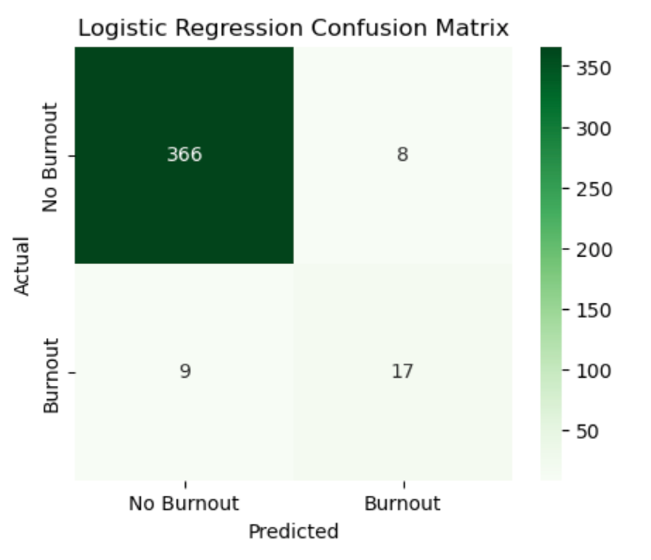 Logistic Regression Confusion Matrix
Actual
No Burnout
366
8
Burnout
9
17
No Burnout
Burnout
Predicted
350
300
250
200
150
100
50